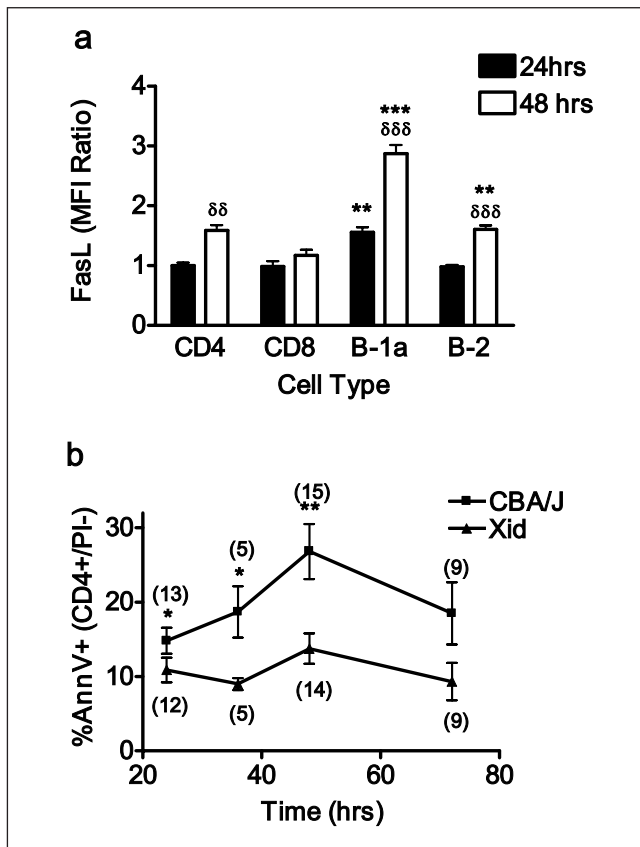 a
24hrs
48 hrs
FasL (MFI Ratio)
4
3
2
1
0
δδ
**
***
δδδ
**
δδδ
CD4 CD8 B-1a B-2
Cell Type
b
CBA/J
Xid
%AnnV+ (CD4+/PI-)
30
20
10
0
(13)
*
(5)
*
(15)
**
(9)
(12)
(5)
(14)
(9)
20 40 60 80
Time (hrs)